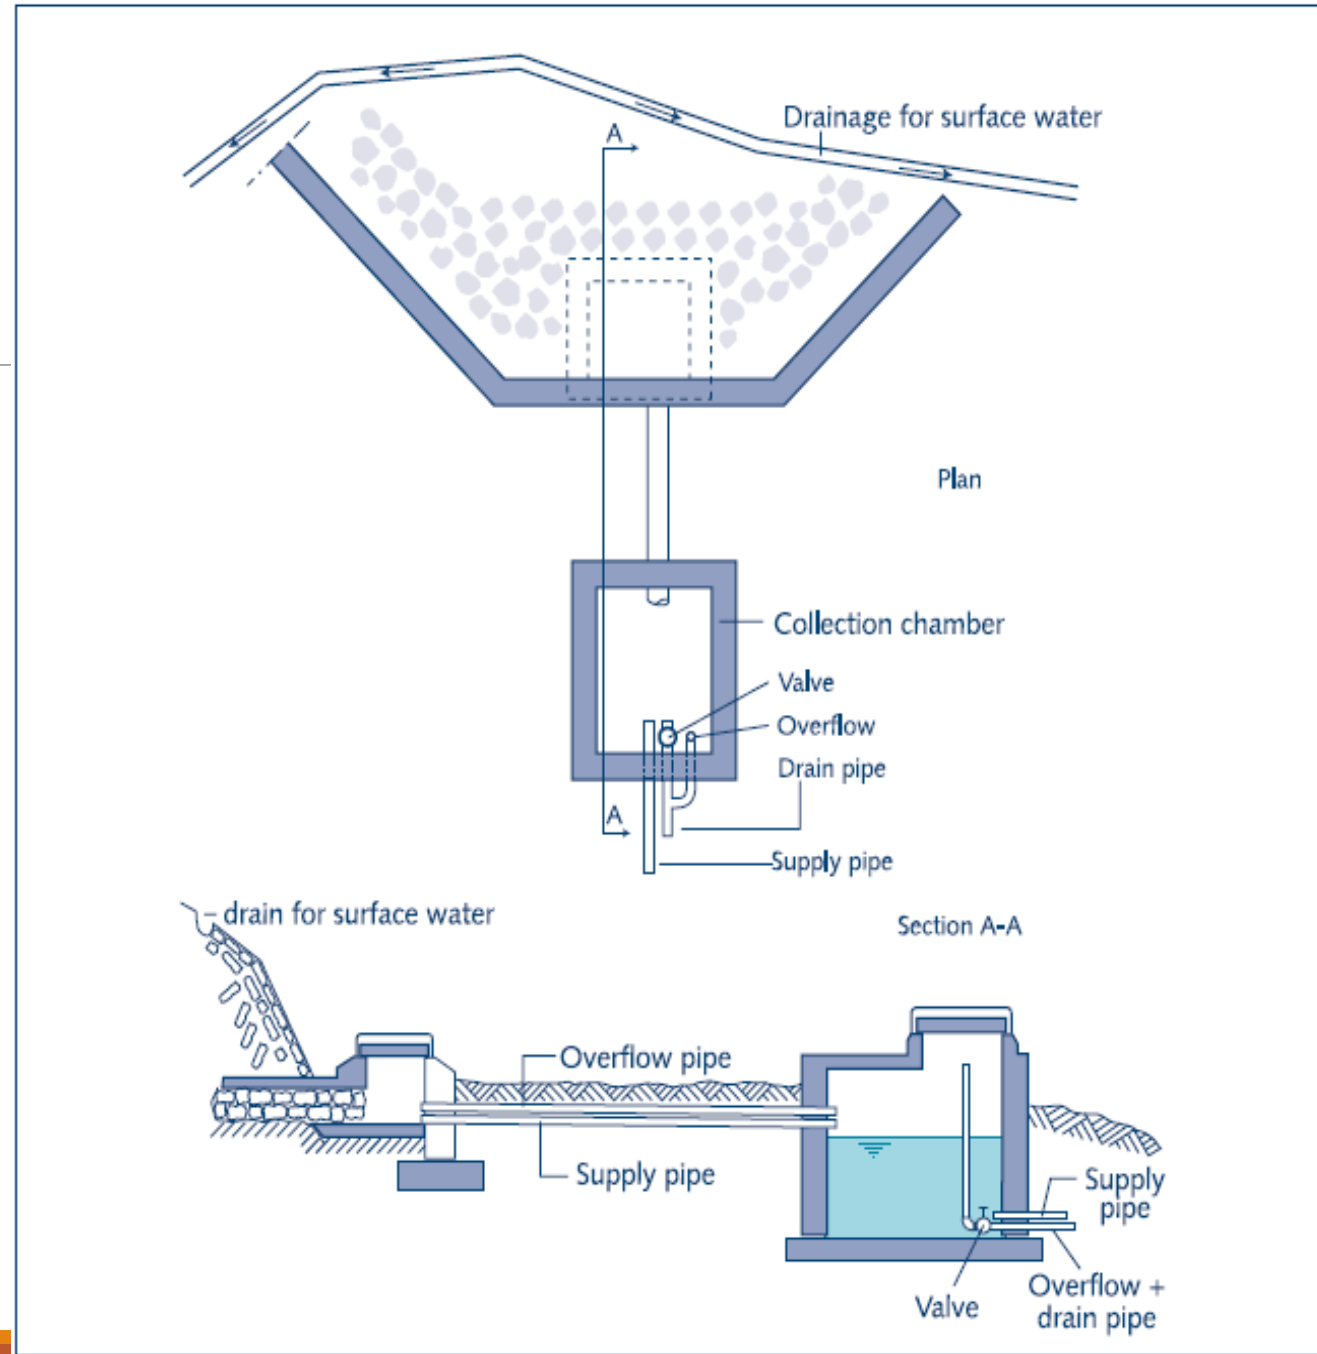 Drainage for surface water
A
Plan
Collection chamber
Valve
Overflow
Drain pipe
A
Supply pipe
drain for surface water
Section A-A
Overflow pipe
Supply pipe
Supply
pipe
Overflow +
drain pipe
Valve